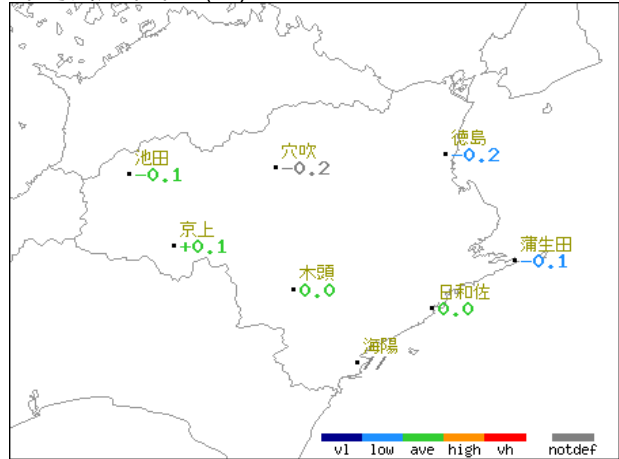 徳島
-0.2
穴吹
-0.2
池田
-0.1
京上
+0.1
蒲生田
-0.1
木頭
0.0
日和佐
0.0
海陽
//
vl low ave high vh notdef